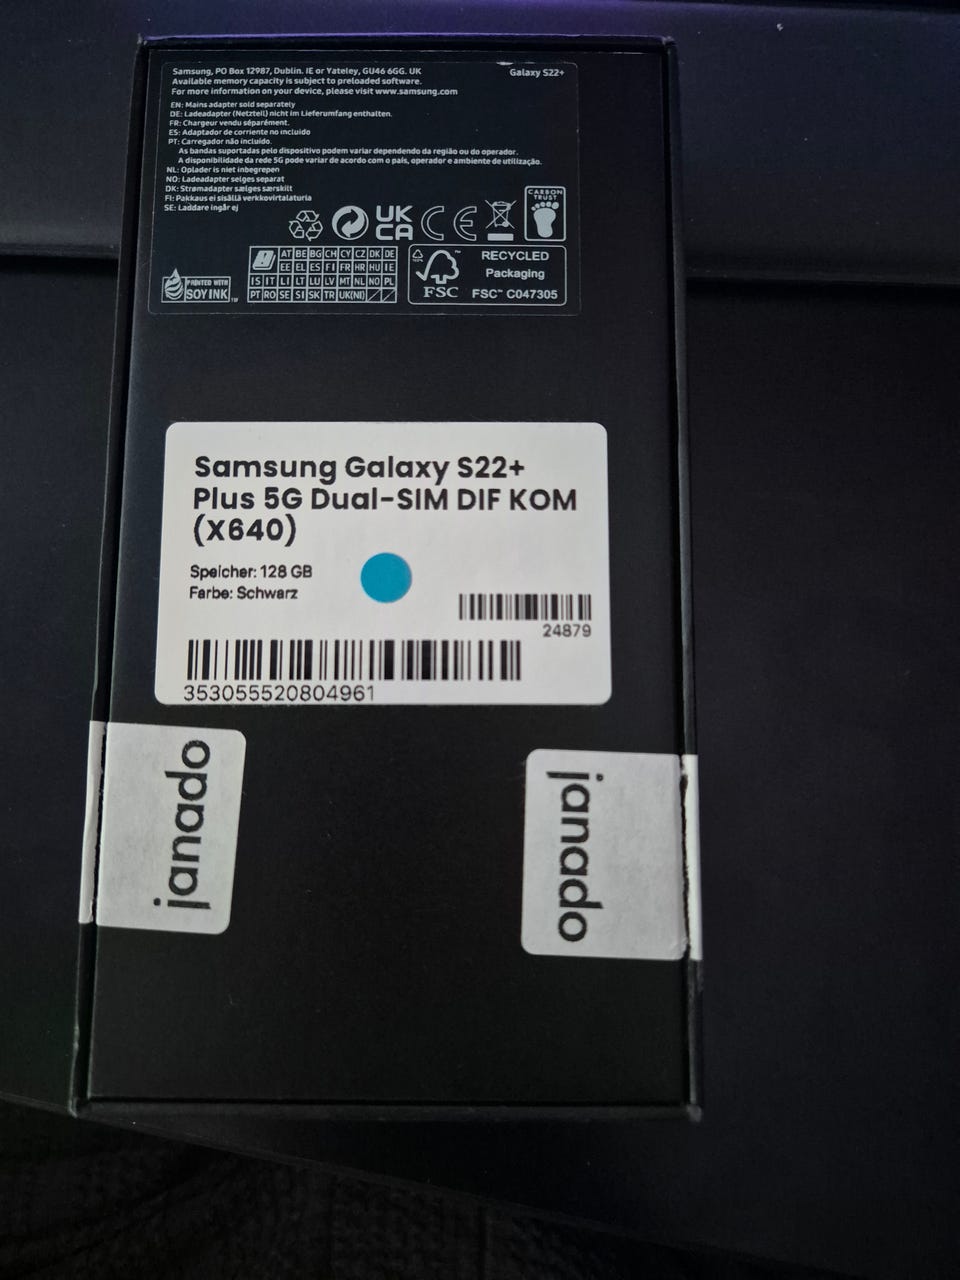 Samsung, PO Box 12987, Dublin. IE or Yateley, GU46 6GG. UK
Galaxy S22+
Available memory capacity is subject to preloaded software.
For more information on your device, please visit www.samsung.com
EN: Mains adapter sold separately
DE: Ladeadapter (Netzteil) nicht im Lieferumfang enthalten.
FR: Chargeur vendu séparément.
ES: Adaptador de corriente no incluido
PT: Carregador não incluído.
As bandas suportadas pelo dispositivo podem variar dependendo da região ou do operador.
A disponibilidade da rede 5G pode variar de acordo com o país, operador e ambiente de utilização.
NL: Oplader is niet inbegrepen
NO: Ladeadapter selges separat
DK: Strømadapter sælges særskilt
FI: Pakkaus ei sisällä verkkovirtalaturia
SE: Laddare ingår ej
CARBON
TRUST
UK
CA
CE
PRINTED WITH
SOY INK™
AT BE BG CH CY CZ DK DE
EE EL ES FI FR HR HU IE
IS IT LI LT LU LV MT NL NO PL
PT RO SE SI SK TR UK(NI)
100%
FSC
RECYCLED
Packaging
FSC™ C047305
Samsung Galaxy S22+
Plus 5G Dual-SIM DIF KOM
(X640)
Speicher: 128 GB
Farbe: Schwarz
24879
353055520804961
janado
janado